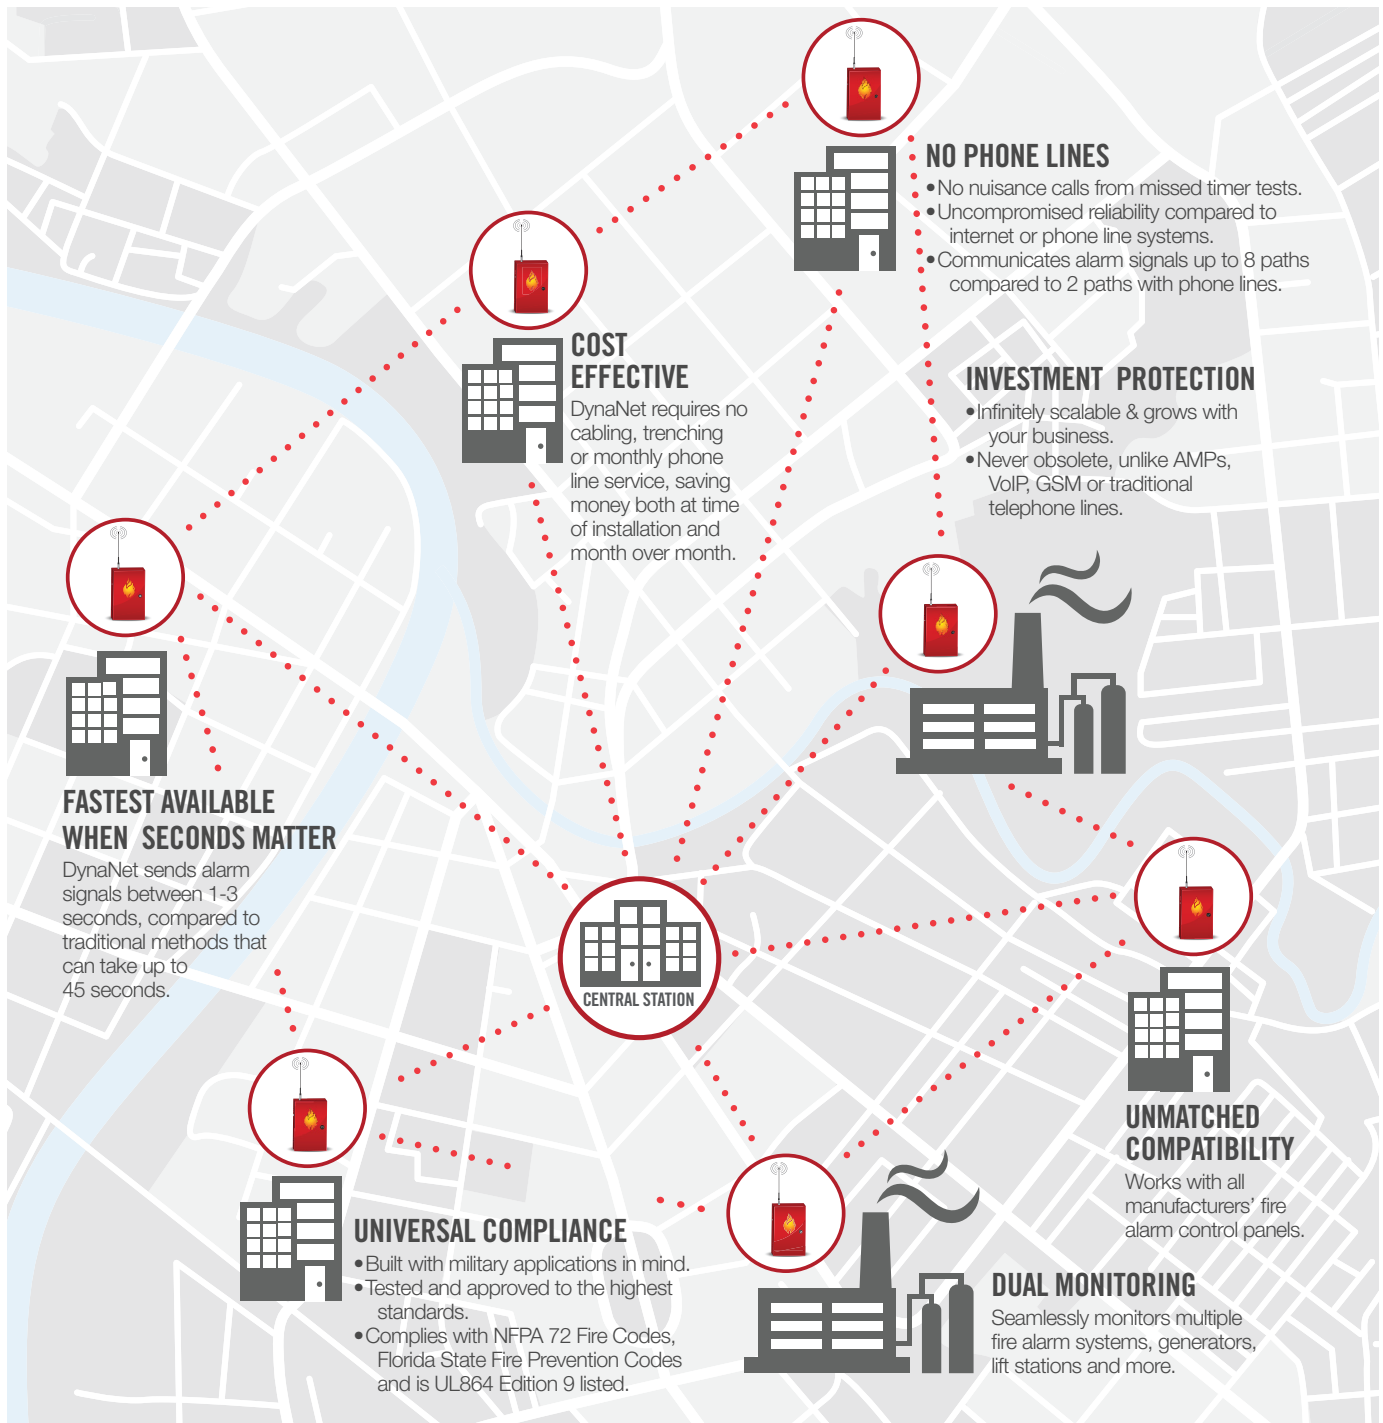 NO PHONE LINES
•No nuisance calls from missed timer tests.
•Uncompromised reliability compared to
internet or phone line systems.
•Communicates alarm signals up to 8 paths
compared to 2 paths with phone lines.
COST
EFFECTIVE
DynaNet requires no
cabling, trenching
or monthly phone
line service, saving
money both at time
of installation and
month over month.
INVESTMENT PROTECTION
•Infinitely scalable & grows with
your business.
•Never obsolete, unlike AMPs,
VoIP, GSM or traditional
telephone lines.
FASTEST AVAILABLE
WHEN SECONDS MATTER
DynaNet sends alarm
signals between 1-3
seconds, compared to
traditional methods that
can take up to
45 seconds.
CENTRAL STATION
UNMATCHED
COMPATIBILITY
Works with all
manufacturers’ fire
alarm control panels.
UNIVERSAL COMPLIANCE
•Built with military applications in mind.
•Tested and approved to the highest
standards.
•Complies with NFPA 72 Fire Codes,
Florida State Fire Prevention Codes
and is UL864 Edition 9 listed.
DUAL MONITORING
Seamlessly monitors multiple
fire alarm systems, generators,
lift stations and more.